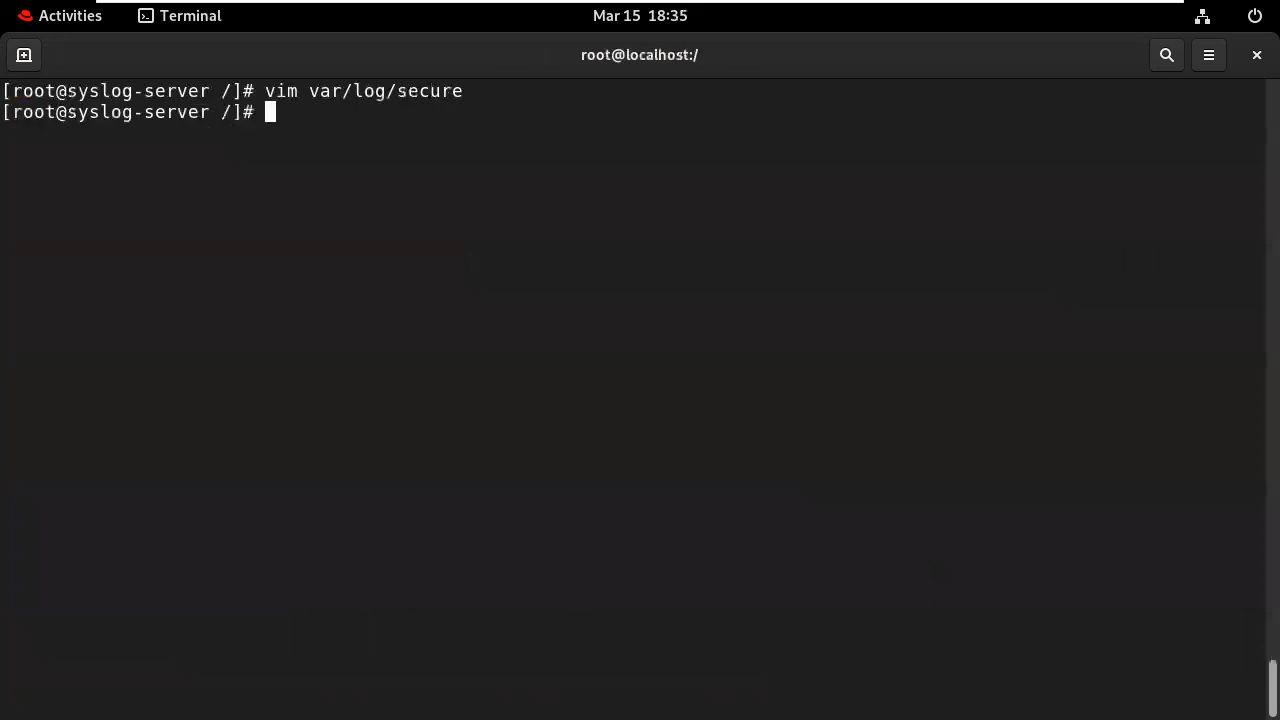 Activities Terminal Mar 15 18:35
root@localhost:/
[root@syslog-server /]# vim var/log/secure
[root@syslog-server /]#